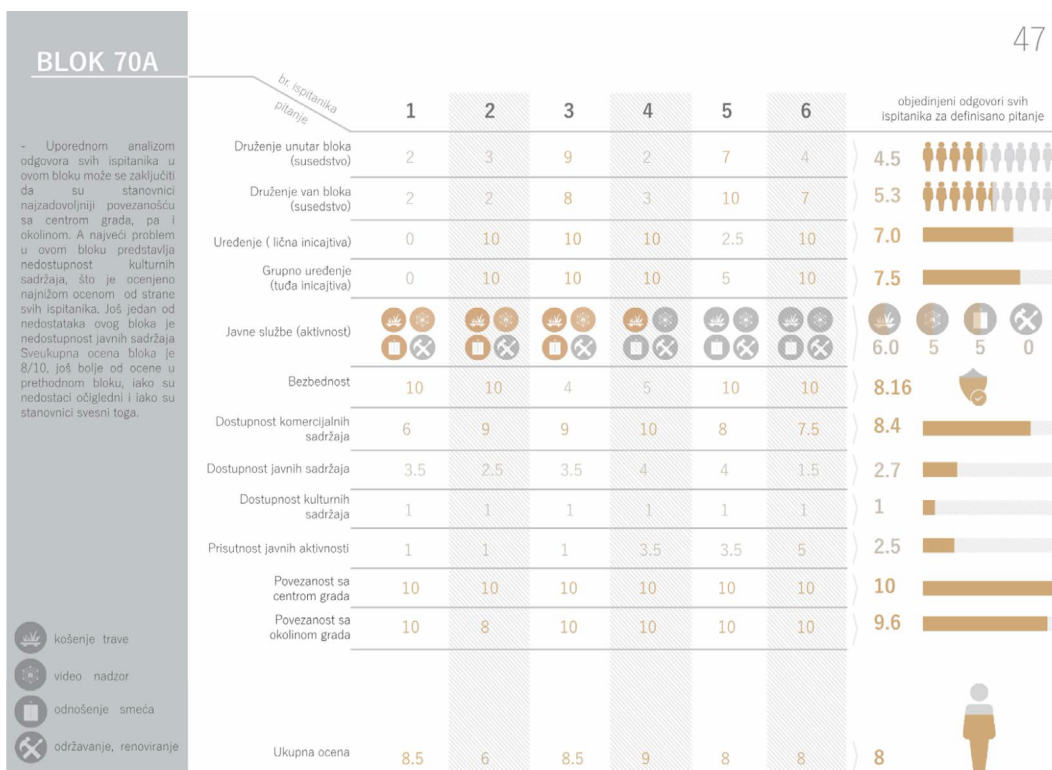 47
BLOK 70A
- Uporednom analizom
odgovora svih ispitanika u
ovom bloku može se zaključiti
da su stanovnici
najzadovoljniji povezanošću
sa centrom grada, pa i
okolinom. A najveći problem
u ovom bloku predstavlja
nedostupnost kulturnih
sadržaja, što je ocenjeno
najnižom ocenom od strane
svih ispitanika. Još jedan od
nedostataka ovog bloka je
nedostupnost javnih sadržaja
Sveukupna ocena bloka je
8/10, još bolje od ocene u
prethodnom bloku, iako su
nedostaci očigledni i iako su
stanovnici svesni toga.
košenje trave
video nadzor
odnošenje smeća
održavanje, renoviranje
br. ispitanika
pitanje
1 2 3 4 5 6
objedinjeni odgovori svih
ispitanika za definisano pitanje
Druženje unutar bloka
(susedstvo)
2 3 9 2 7 4 4.5
Druženje van bloka
(susedstvo)
2 2 8 3 10 7 5.3
Uređenje ( lična inicajtiva)
0 10 10 10 2.5 10 7.0
Grupno uređenje
(tuđa inicajtiva)
0 10 10 10 5 10 7.5
Javne službe (aktivnost)
6.0 5 5 0
Bezbednost
10 10 4 5 10 10 8.16
Dostupnost komercijalnih
sadržaja
6 9 9 10 8 7.5 8.4
Dostupnost javnih sadržaja
3.5 2.5 3.5 4 4 1.5 2.7
Dostupnost kulturnih
sadržaja
1 1 1 1 1 1 1
Prisutnost javnih aktivnosti
1 1 1 3.5 3.5 5 2.5
Povezanost sa
centrom grada
10 10 10 10 10 10 10
Povezanost sa
okolinom grada
10 8 10 10 10 10 9.6
Ukupna ocena
8.5 6 8.5 9 8 8 8